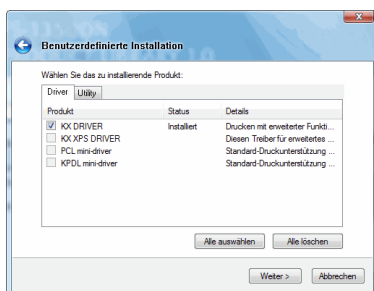 Benutzerdefinierte Installation
Wählen Sie das zu installierende Produkt:
Driver Utility
Produkt Status Details
KX DRIVER Installiert Drucken mit erweiterter Funkti...
KX XPS DRIVER Diesen Treiber für erweitertes ...
PCL mini-driver Standard-Druckunterstützung ...
KPDL mini-driver Standard-Druckunterstützung ...
Alle auswählen Alle löschen
Weiter > Abbrechen